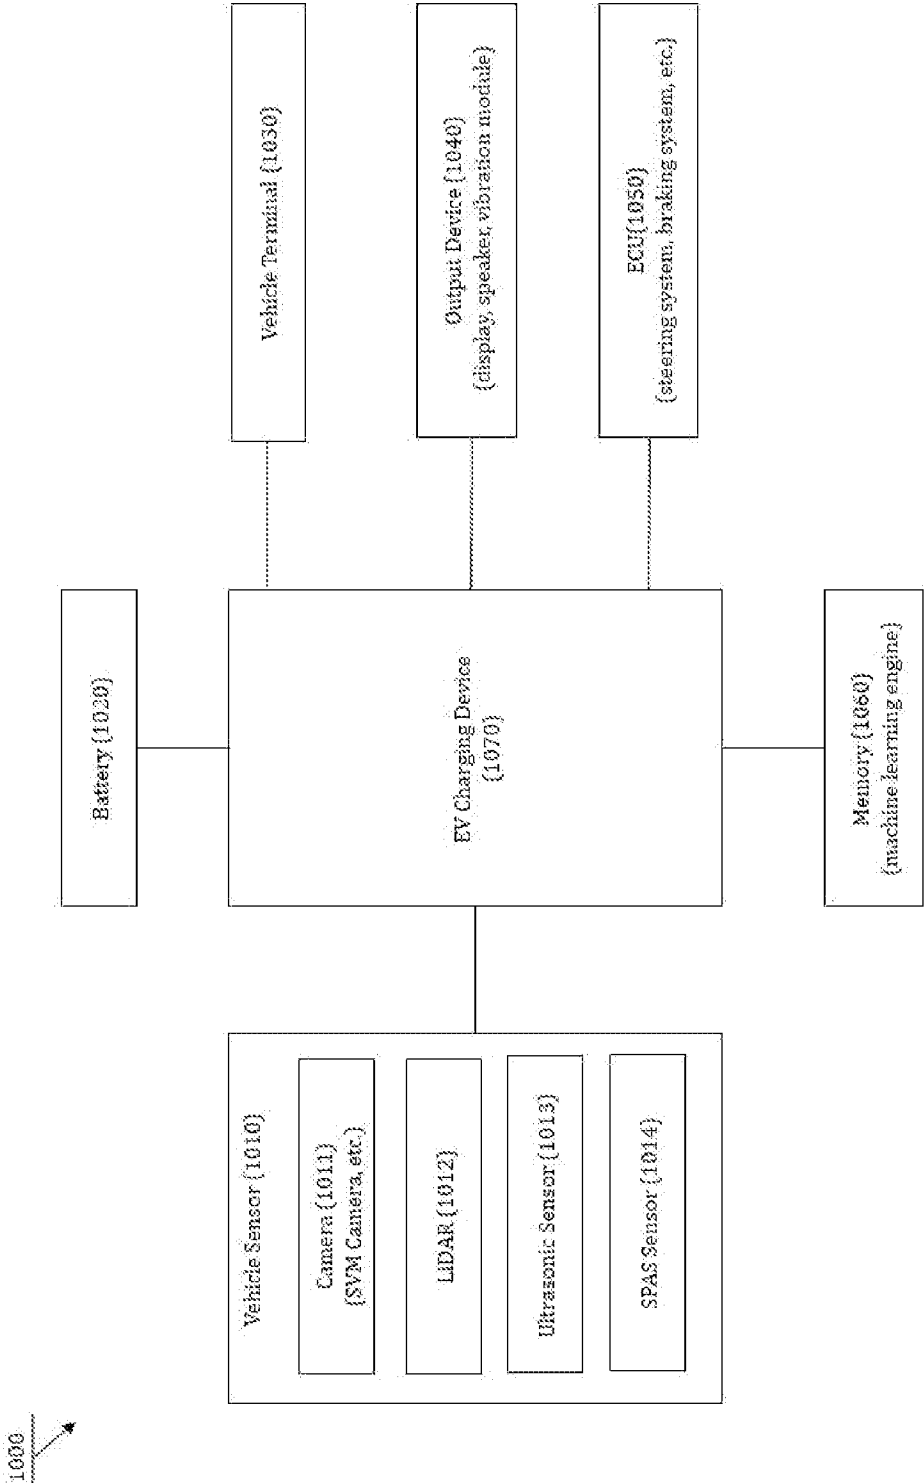 1000
Vehicle Sensor {1010}
Camera {1011}
{SVM Camera, etc.}
LiDAR {1012}
Ultrasonic Sensor {1013}
SPAS Sensor {1014}
Battery {1020}
EV Charging Device
{1070}
Memory {1060}
{machine learning engine}
Vehicle Terminal {1030}
Output Device {1040}
{display, speaker, vibration module}
ECU{1050}
{steering system, braking system, etc.}